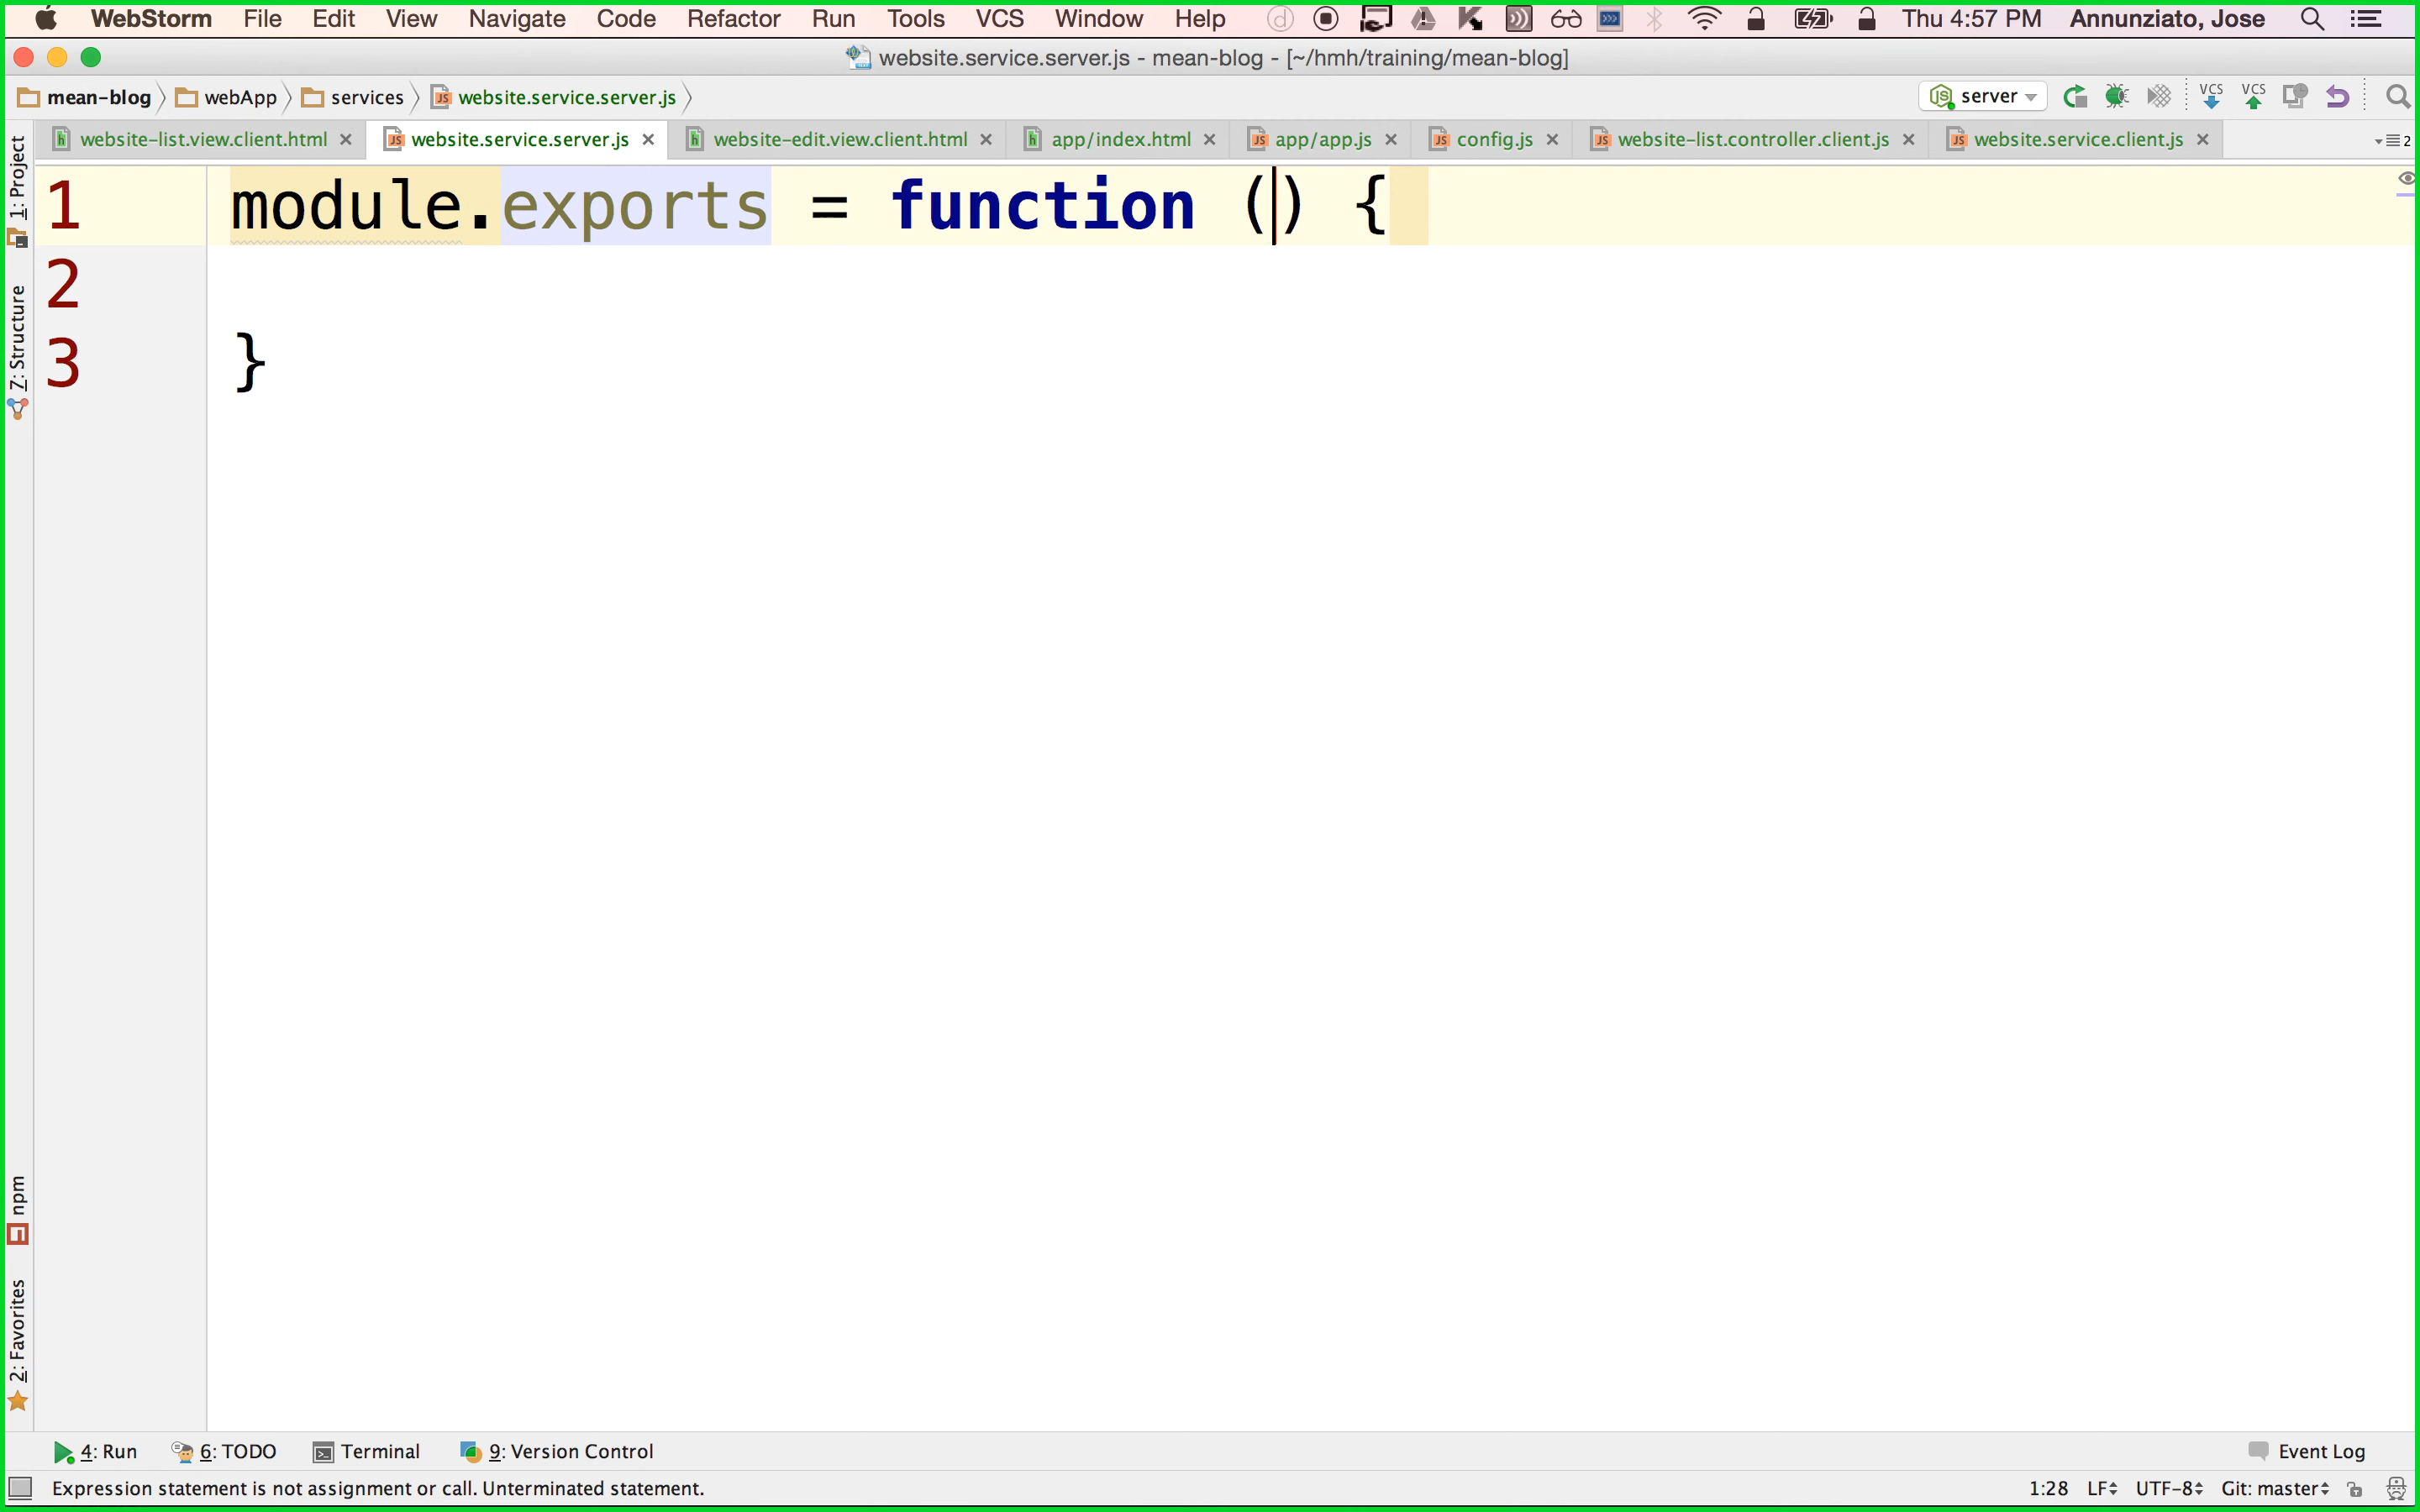 WebStorm File Edit View Navigate Code Refactor Run Tools VCS Window Help Thu 4:57 PM Annunziato, Jose
website.service.server.js - mean-blog - [~/hmh/training/mean-blog]
mean-blog webApp services website.service.server.js server VCS VCS
website-list.view.client.html website.service.server.js website-edit.view.client.html app/index.html app/app.js config.js website-list.controller.client.js website.service.client.js 2
1: Project
7: Structure
npm
2: Favorites
1 module.exports = function () {
2
3 }
4: Run 6: TODO Terminal 9: Version Control Event Log
Expression statement is not assignment or call. Unterminated statement. 1:28 LF UTF-8 Git: master